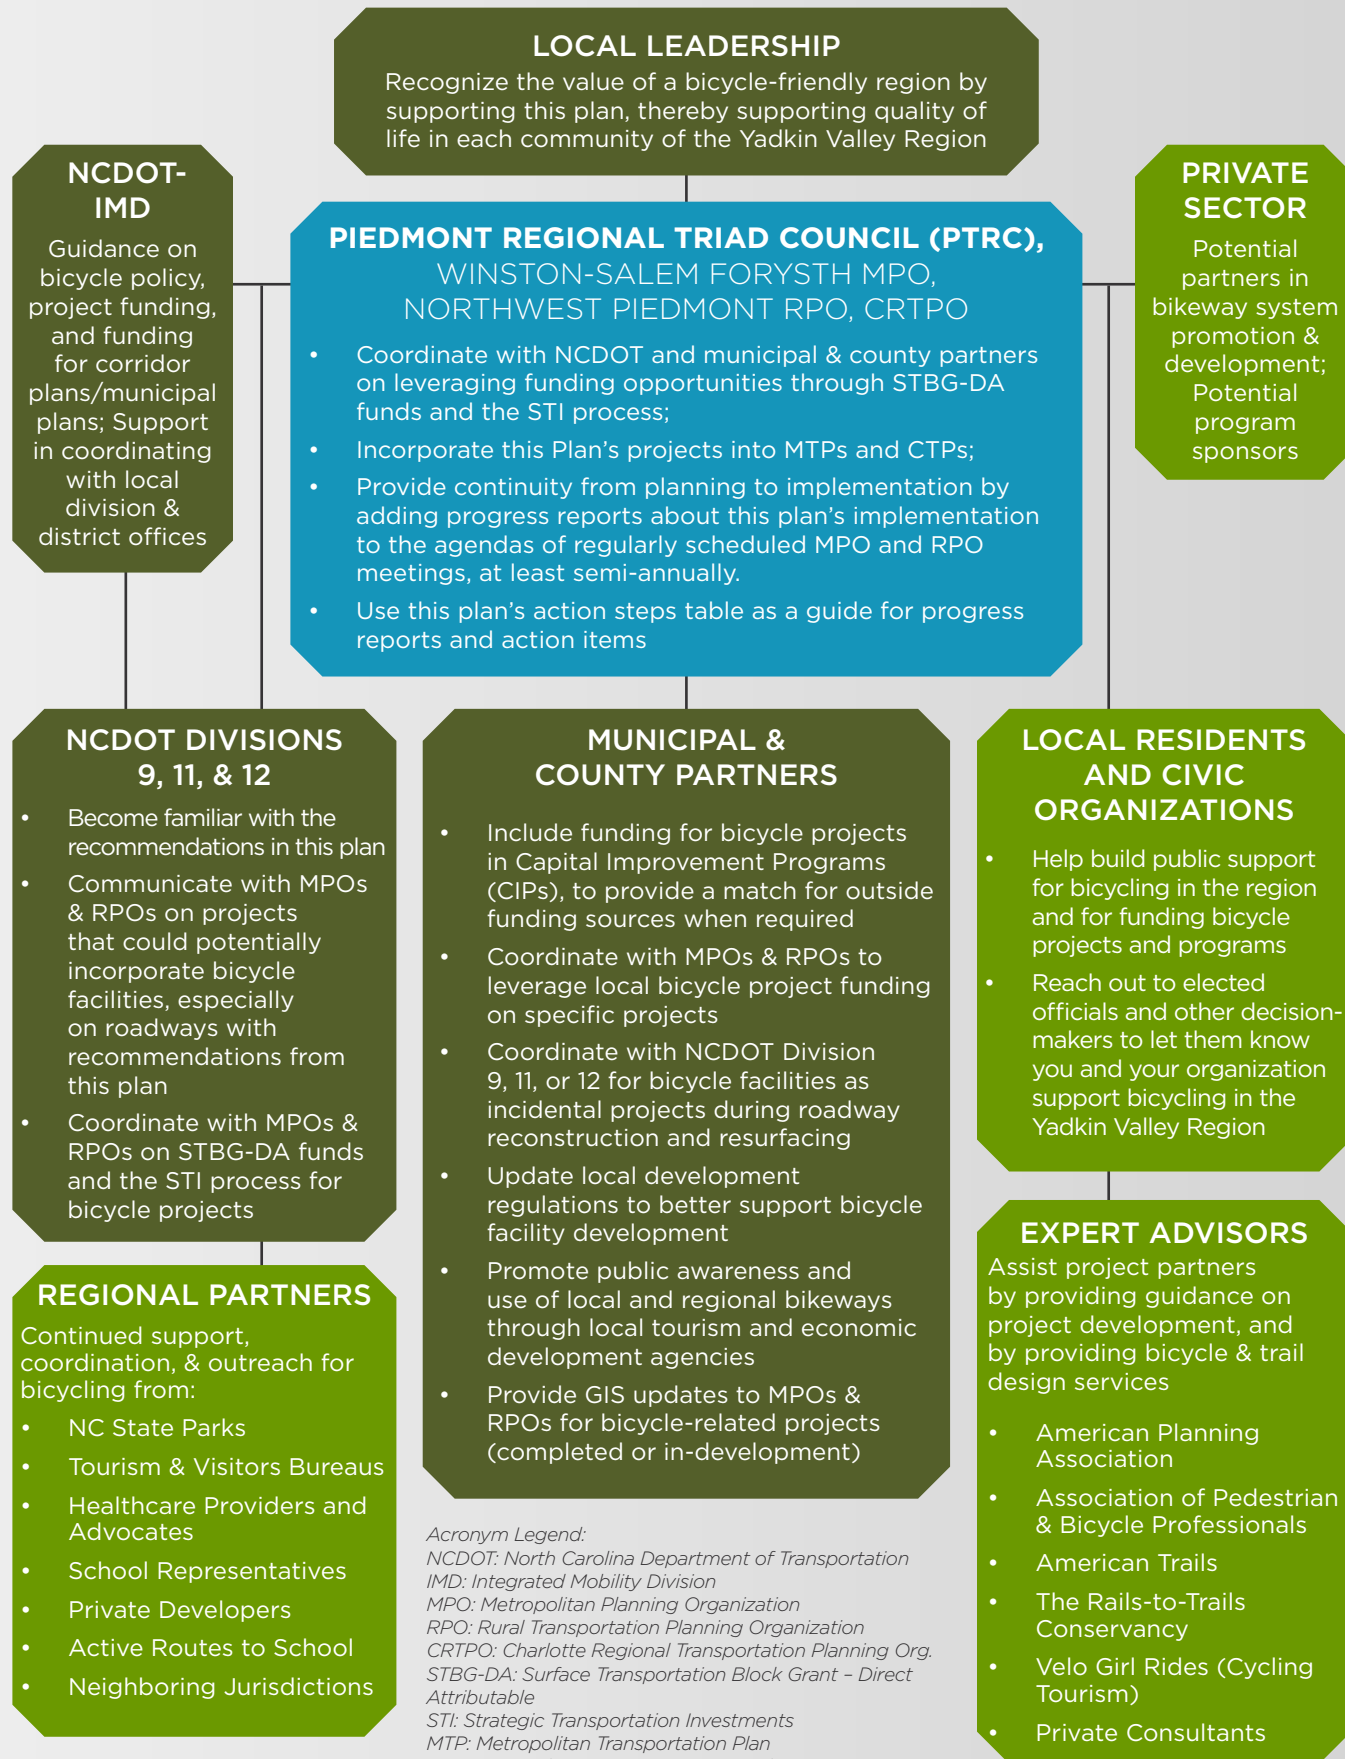 LOCAL LEADERSHIP
Recognize the value of a bicycle-friendly region by
supporting this plan, thereby supporting quality of
life in each community of the Yadkin Valley Region
NCDOT-
IMD
Guidance on
bicycle policy,
project funding,
and funding
for corridor
plans/municipal
plans; Support
in coordinating
with local
division &
district offices
PIEDMONT REGIONAL TRIAD COUNCIL (PTRC),
WINSTON-SALEM FORYSTH MPO,
NORTHWEST PIEDMONT RPO, CRTPO
• Coordinate with NCDOT and municipal & county partners
on leveraging funding opportunities through STBG-DA
funds and the STI process;
• Incorporate this Plan's projects into MTPs and CTPs;
• Provide continuity from planning to implementation by
adding progress reports about this plan's implementation
to the agendas of regularly scheduled MPO and RPO
meetings, at least semi-annually.
• Use this plan's action steps table as a guide for progress
reports and action items
PRIVATE
SECTOR
Potential
partners in
bikeway system
promotion &
development;
Potential
program
sponsors
NCDOT DIVISIONS
9, 11, & 12
• Become familiar with the
recommendations in this plan
• Communicate with MPOs
& RPOs on projects
that could potentially
incorporate bicycle
facilities, especially
on roadways with
recommendations from
this plan
• Coordinate with MPOs &
RPOs on STBG-DA funds
and the STI process for
bicycle projects
MUNICIPAL &
COUNTY PARTNERS
• Include funding for bicycle projects
in Capital Improvement Programs
(CIPs), to provide a match for outside
funding sources when required
• Coordinate with MPOs & RPOs to
leverage local bicycle project funding
on specific projects
• Coordinate with NCDOT Division
9, 11, or 12 for bicycle facilities as
incidental projects during roadway
reconstruction and resurfacing
• Update local development
regulations to better support bicycle
facility development
• Promote public awareness and
use of local and regional bikeways
through local tourism and economic
development agencies
• Provide GIS updates to MPOs &
RPOs for bicycle-related projects
(completed or in-development)
LOCAL RESIDENTS
AND CIVIC
ORGANIZATIONS
• Help build public support
for bicycling in the region
and for funding bicycle
projects and programs
• Reach out to elected
officials and other decision-
makers to let them know
you and your organization
support bicycling in the
Yadkin Valley Region
REGIONAL PARTNERS
Continued support,
coordination, & outreach for
bicycling from:
• NC State Parks
• Tourism & Visitors Bureaus
• Healthcare Providers and
Advocates
• School Representatives
• Private Developers
• Active Routes to School
• Neighboring Jurisdictions
EXPERT ADVISORS
Assist project partners
by providing guidance on
project development, and
by providing bicycle & trail
design services
• American Planning
Association
• Association of Pedestrian
& Bicycle Professionals
• American Trails
• The Rails-to-Trails
Conservancy
• Velo Girl Rides (Cycling
Tourism)
• Private Consultants
Acronym Legend:
NCDOT: North Carolina Department of Transportation
IMD: Integrated Mobility Division
MPO: Metropolitan Planning Organization
RPO: Rural Transportation Planning Organization
CRTPO: Charlotte Regional Transportation Planning Org.
STBG-DA: Surface Transportation Block Grant – Direct
Attributable
STI: Strategic Transportation Investments
MTP: Metropolitan Transportation Plan